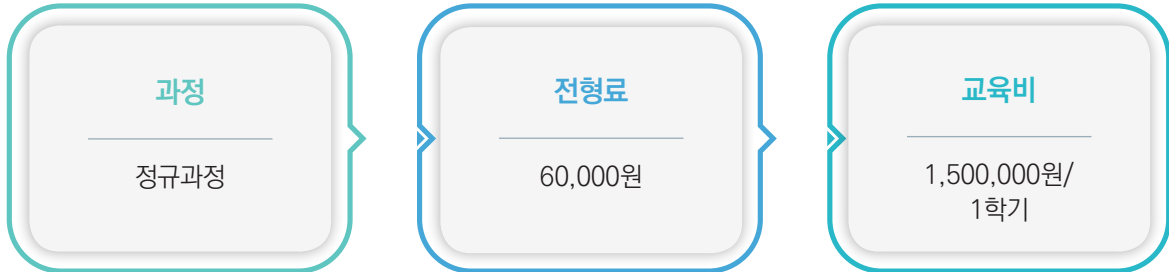 과정
정규과정
전형료
60,000원
교육비
1,500,000원/
1학기